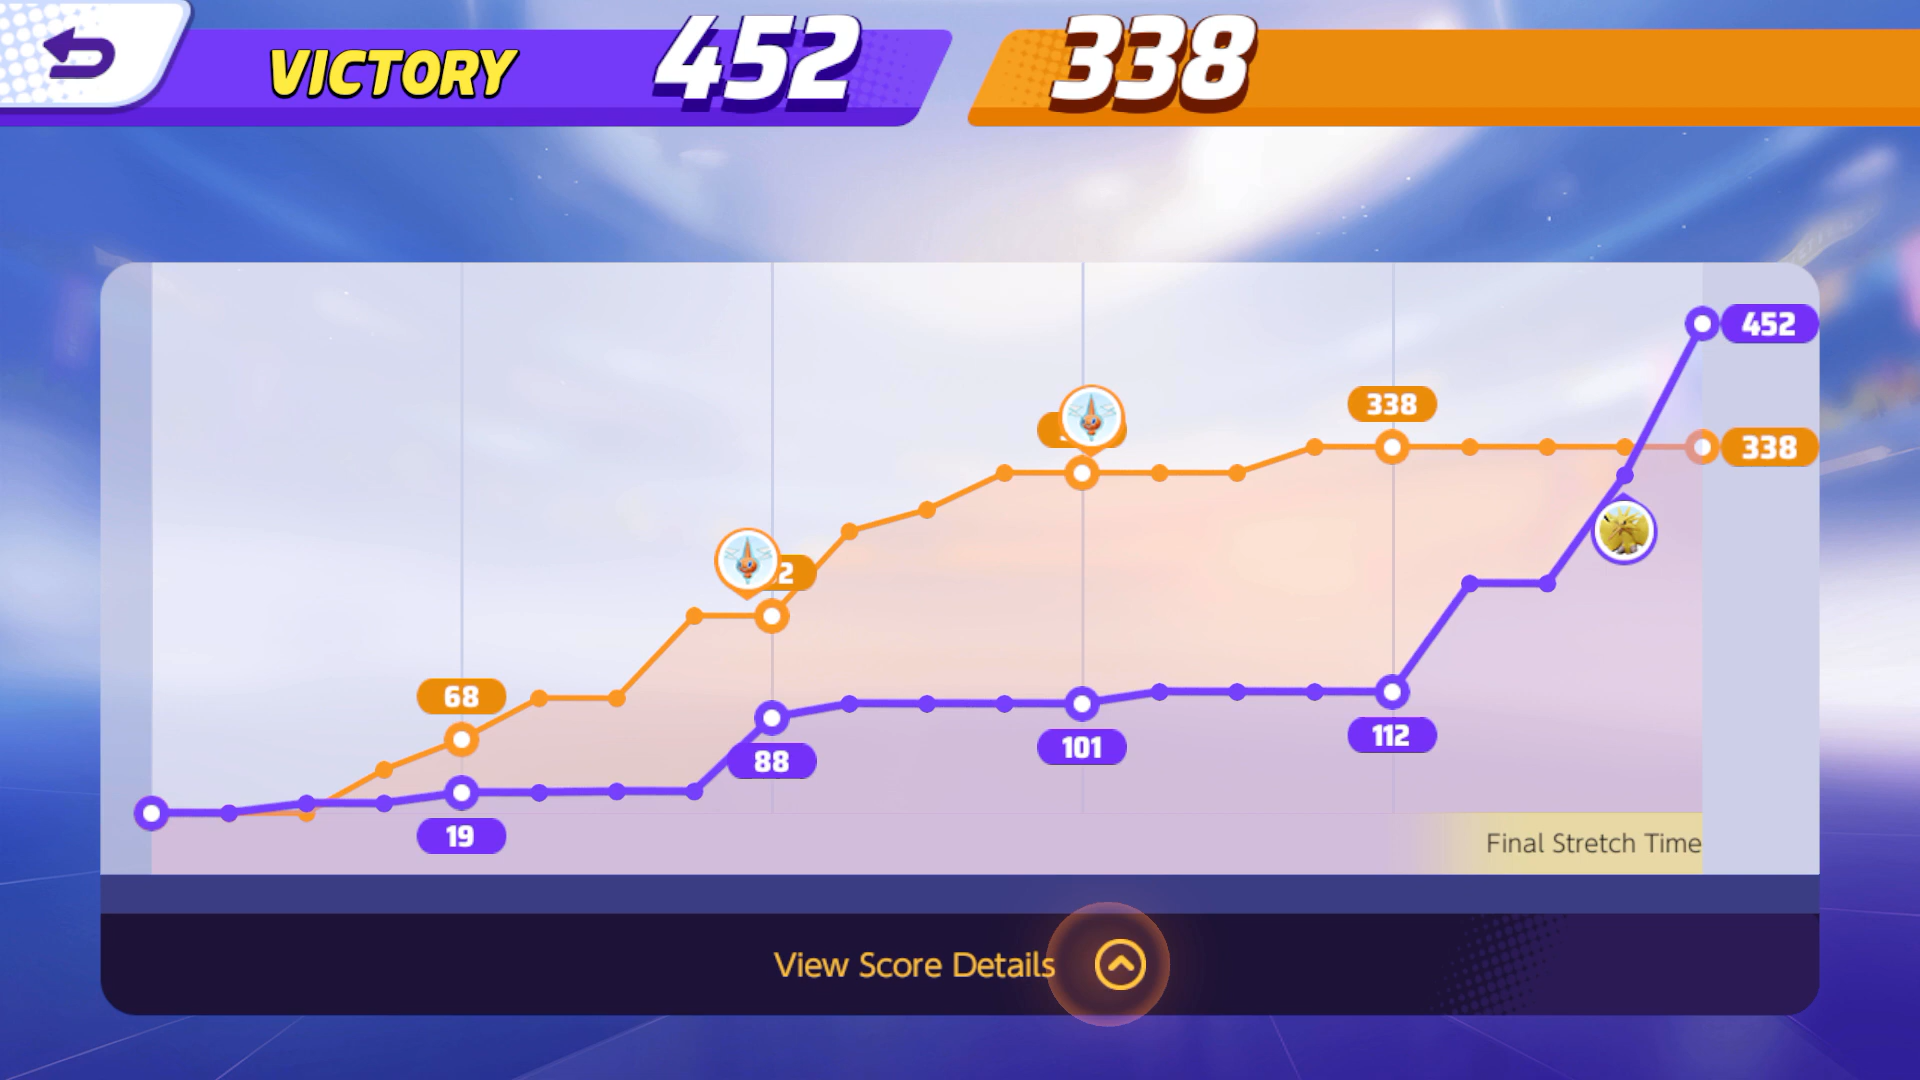 VICTORY 452 338
452
338
338
68
88
101
112
19
Final Stretch Time
View Score Details